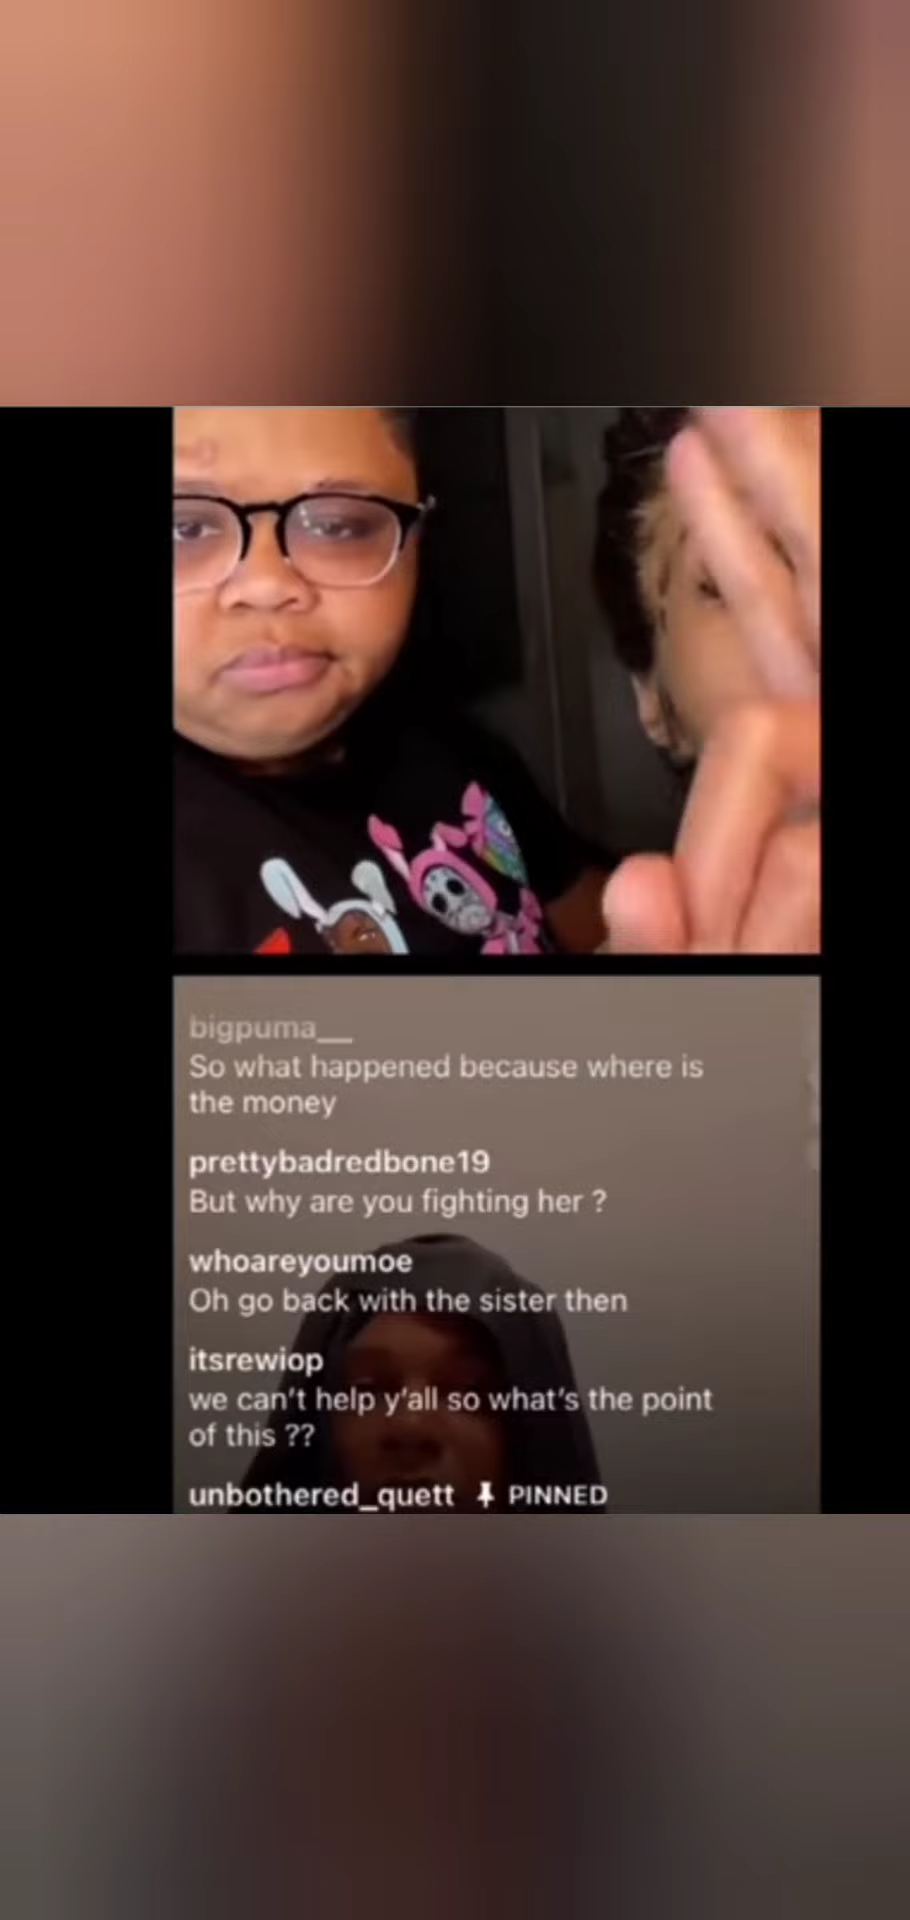 bigpuma__
So what happened because where is
the money
prettybadredbone19
But why are you fighting her ?
whoareyoumoe
Oh go back with the sister then
itsrewiop
we can't help y'all so what's the point
of this ??
unbothered_quett PINNED